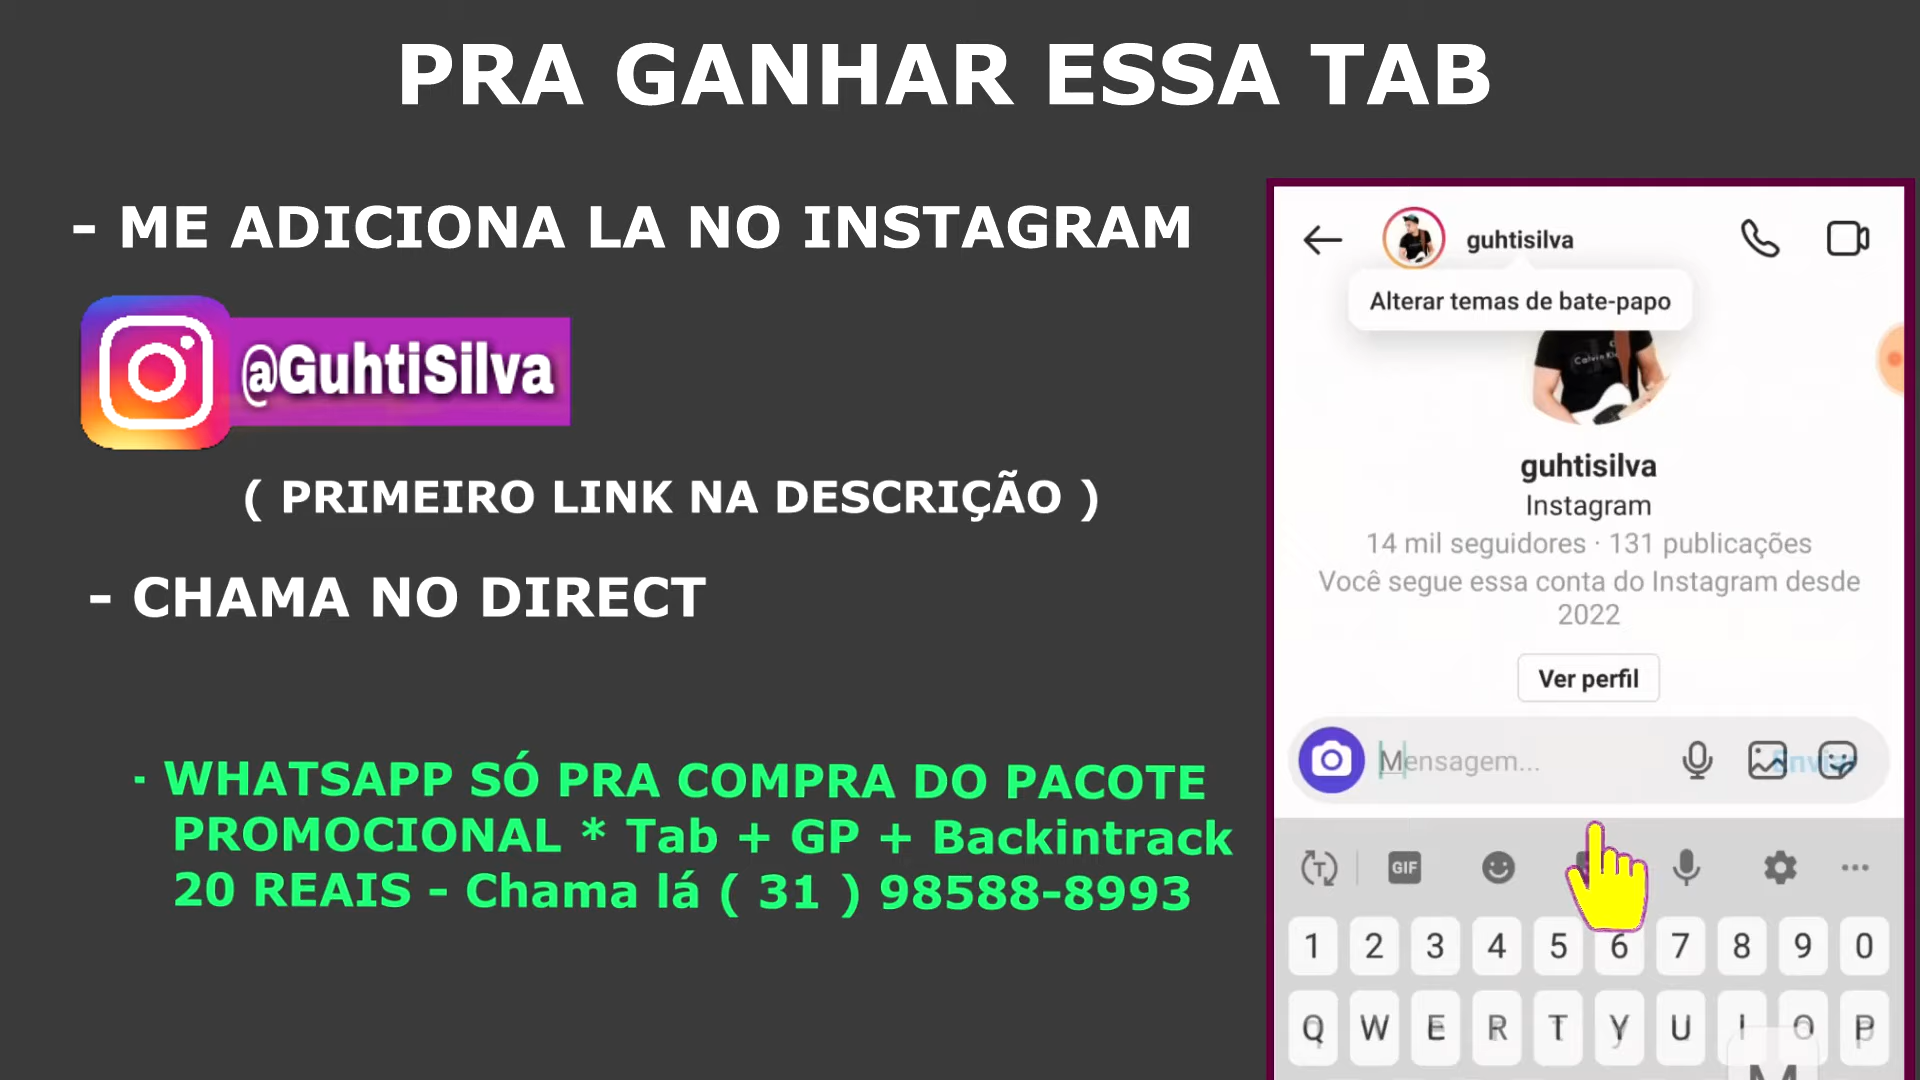 PRA GANHAR ESSA TAB
- ME ADICIONA LA NO INSTAGRAM
@GuhtiSilva
( PRIMEIRO LINK NA DESCRIÇÃO )
- CHAMA NO DIRECT
- WHATSAPP SÓ PRA COMPRA DO PACOTE
PROMOCIONAL * Tab + GP + Backintrack
20 REAIS - Chama lá ( 31 ) 98588-8993
guhtisilva
Alterar temas de bate-papo
guhtisilva
Instagram
14 mil seguidores · 131 publicações
Você segue essa conta do Instagram desde
2022
Ver perfil
Mensagem...
GIF
1 2 3 4 5 6 7 8 9 0
Q W E R T Y U I O P